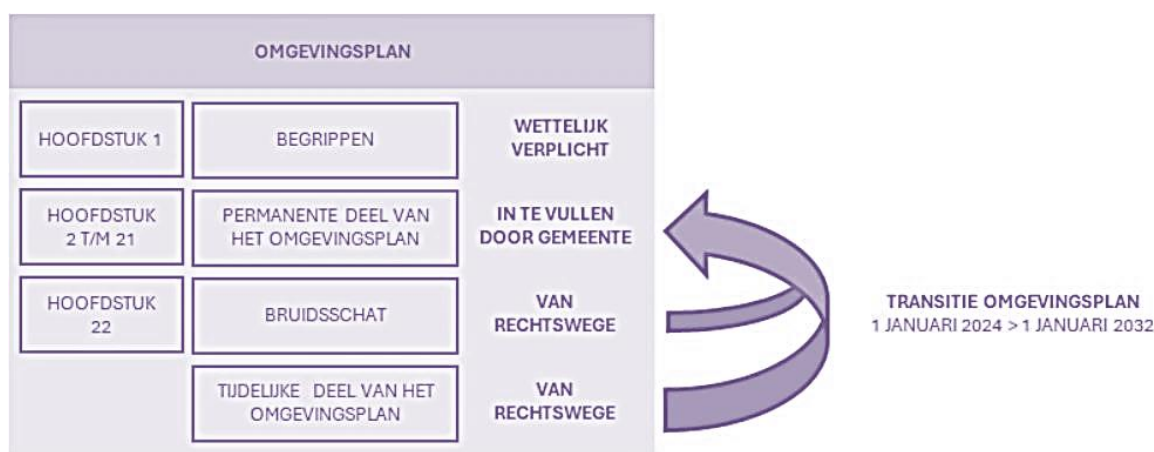 OMGEVINGSPLAN
HOOFDSTUK 1
BEGRIPPEN
WETTELIJK
VERPLICHT
HOOFDSTUK
2 T/M 21
PERMANENTE DEEL VAN
HET OMGEVINGSPLAN
IN TE VULLEN
DOOR GEMEENTE
HOOFDSTUK
22
BRUIDSSCHAT
VAN
RECHTSWEGE
TIJDELIJKE DEEL VAN HET
OMGEVINGSPLAN
VAN
RECHTSWEGE
TRANSITIE OMGEVINGSPLAN
1 JANUARI 2024 > 1 JANUARI 2032